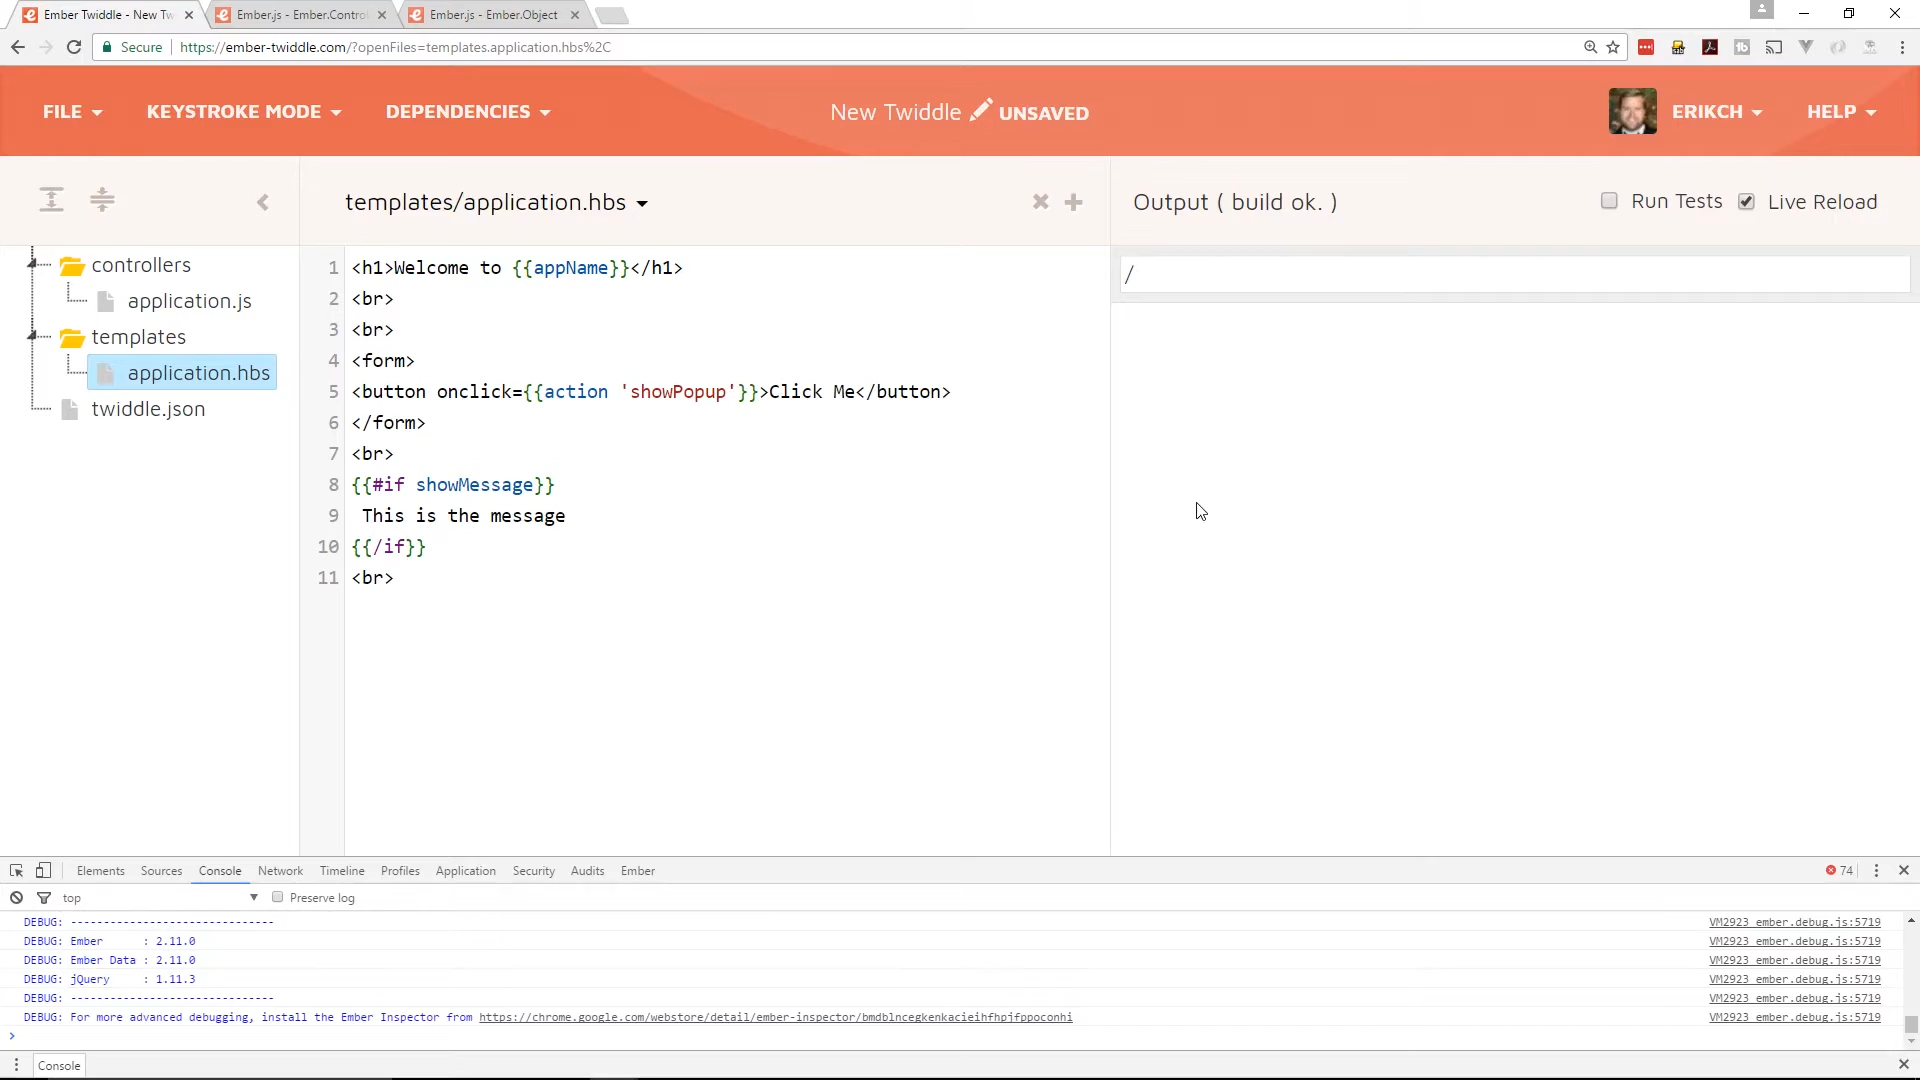 Ember Twiddle - New Tw
Ember.js - Ember.Contro
Ember.js - Ember.Object
Secure
https://ember-twiddle.com/?openFiles=templates.application.hbs%2C
FILE
KEYSTROKE MODE
DEPENDENCIES
New Twiddle
UNSAVED
ERIKCH
HELP
templates/application.hbs
Output ( build ok. )
Run Tests
Live Reload
controllers
application.js
templates
application.hbs
twiddle.json
1 <h1>Welcome to {{appName}}</h1>
2 <br>
3 <br>
4 <form>
5 <button onclick={{action 'showPopup'}}>Click Me</button>
6 </form>
7 <br>
8 {{#if showMessage}}
9 This is the message
10 {{/if}}
11 <br>
/
Elements
Sources
Console
Network
Timeline
Profiles
Application
Security
Audits
Ember
74
top
Preserve log
DEBUG: -------------------------------
VM2923 ember.debug.js:5719
DEBUG: Ember      : 2.11.0
VM2923 ember.debug.js:5719
DEBUG: Ember Data : 2.11.0
VM2923 ember.debug.js:5719
DEBUG: jQuery     : 1.11.3
VM2923 ember.debug.js:5719
DEBUG: -------------------------------
VM2923 ember.debug.js:5719
DEBUG: For more advanced debugging, install the Ember Inspector from https://chrome.google.com/webstore/detail/ember-inspector/bmdblncegkenkacieihfhpjfppoconhi
VM2923 ember.debug.js:5719
>
Console